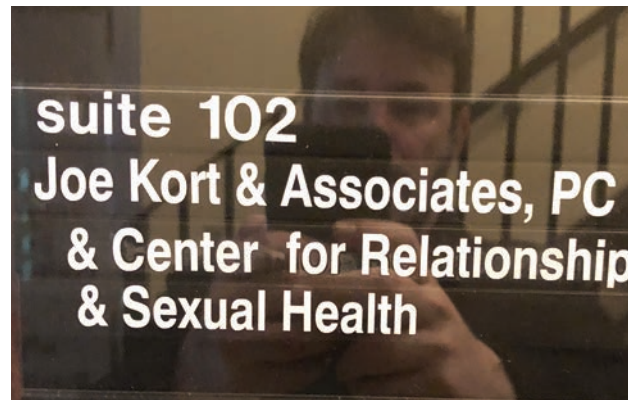 suite 102
Joe Kort & Associates, PC
& Center for Relationship
& Sexual Health